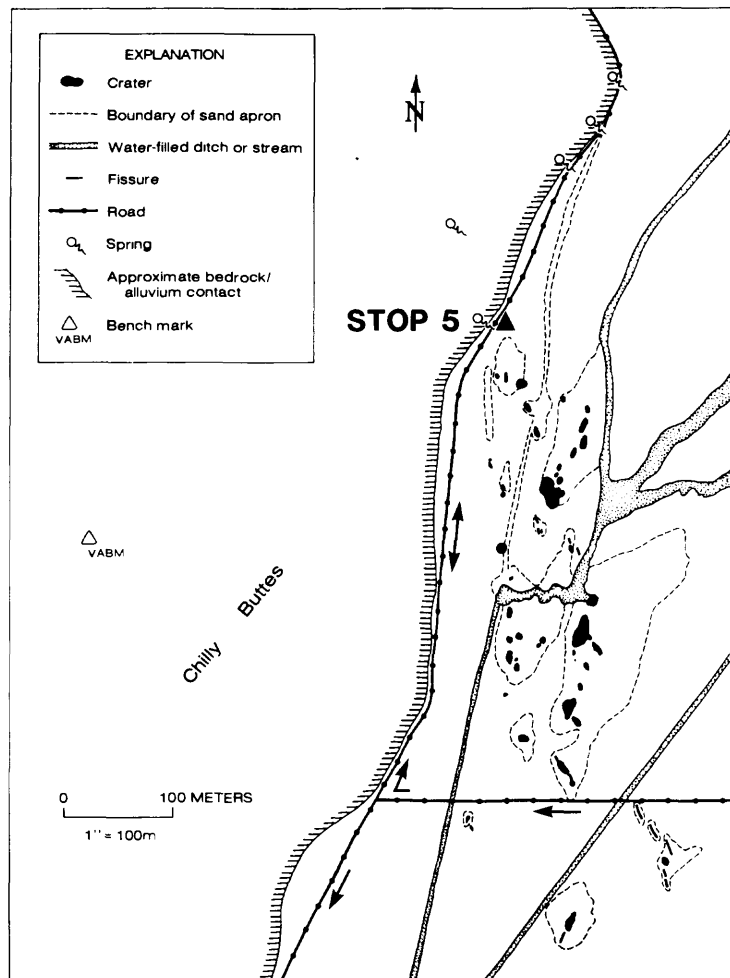 EXPLANATION
Crater
Boundary of sand apron
Water-filled ditch or stream
Fissure
Road
Spring
Approximate bedrock/
alluvium contact
VABM
Bench mark
N
STOP 5
VABM
Chilly Buttes
0 100 METERS
1" = 100m